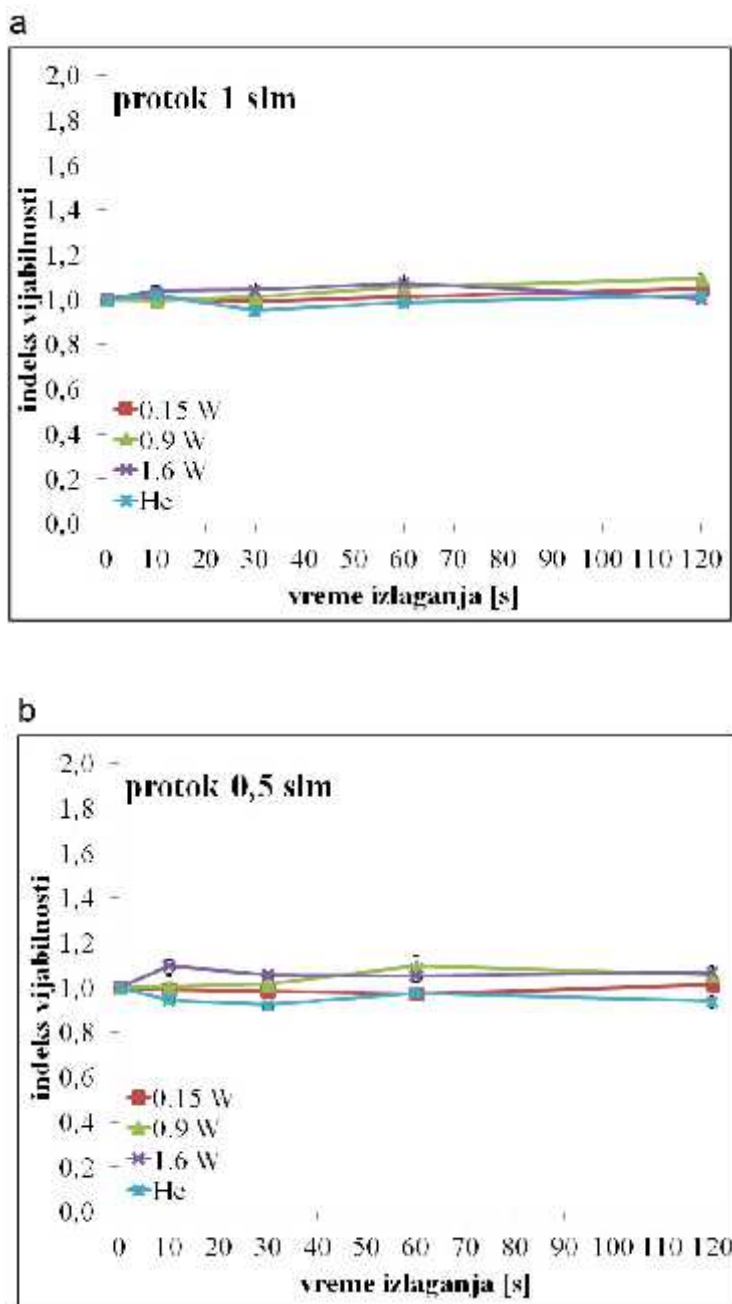 a
protok 1 slm
indeks vijabilnosti
2,0
1,8
1,6
1,4
1,2
1,0
0,8
0,6
0,4
0,2
0,0
0.15 W
0.9 W
1.6 W
He
0 10 20 30 40 50 60 70 80 90 100 110 120
vreme izlaganja [s]
b
protok 0,5 slm
indeks vijabilnosti
2,0
1,8
1,6
1,4
1,2
1,0
0,8
0,6
0,4
0,2
0,0
0.15 W
0.9 W
1.6 W
He
0 10 20 30 40 50 60 70 80 90 100 110 120
vreme izlaganja [s]